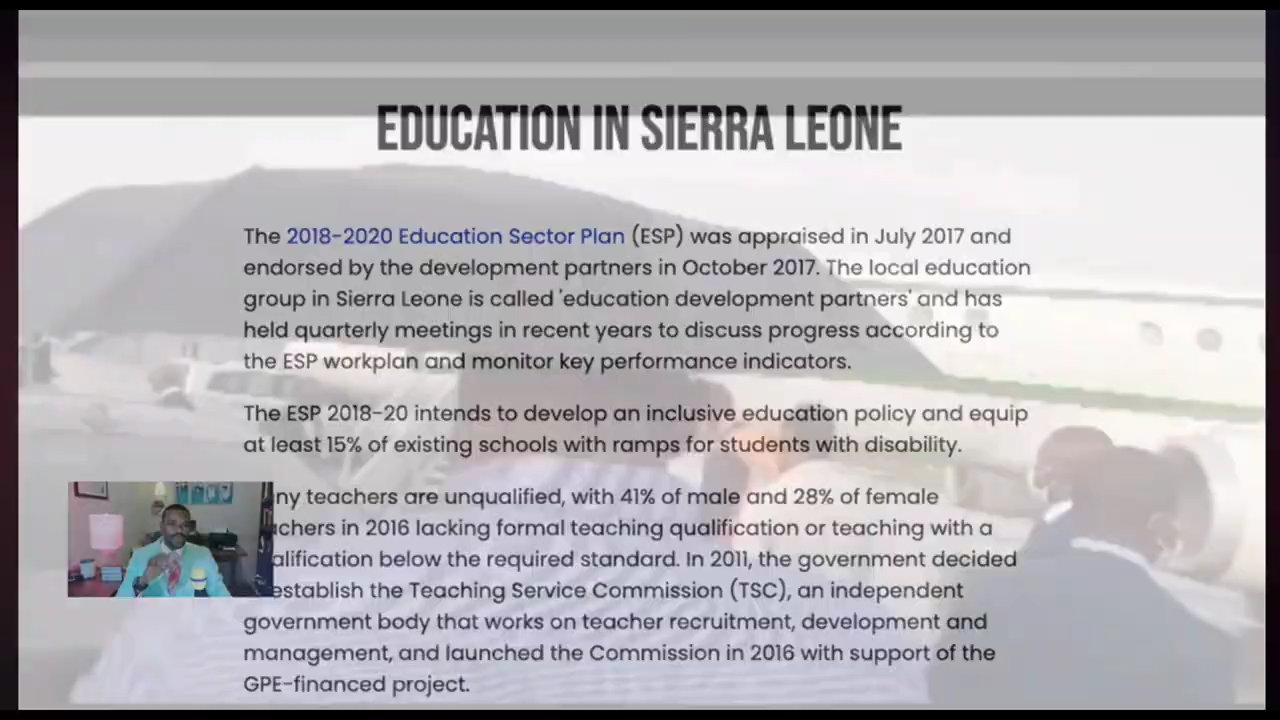 EDUCATION IN SIERRA LEONE
The 2018-2020 Education Sector Plan (ESP) was appraised in July 2017 and
endorsed by the development partners in October 2017. The local education
group in Sierra Leone is called 'education development partners' and has
held quarterly meetings in recent years to discuss progress according to
the ESP workplan and monitor key performance indicators.
The ESP 2018-20 intends to develop an inclusive education policy and equip
at least 15% of existing schools with ramps for students with disability.
ny teachers are unqualified, with 41% of male and 28% of female
chers in 2016 lacking formal teaching qualification or teaching with a
alification below the required standard. In 2011, the government decided
establish the Teaching Service Commission (TSC), an independent
government body that works on teacher recruitment, development and
management, and launched the Commission in 2016 with support of the
GPE-financed project.